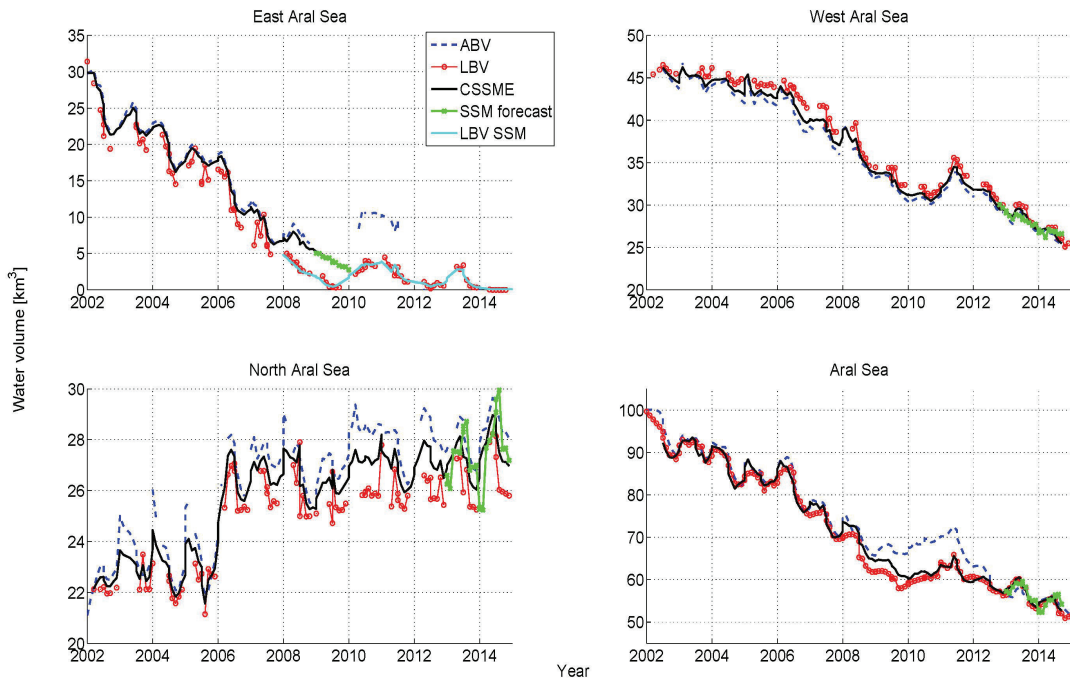 East Aral Sea
West Aral Sea
35
30
25
20
15
10
5
0
2002 2004 2006 2008 2010 2012 2014
ABV
LBV
CSSME
SSM forecast
LBV SSM
50
45
40
35
30
25
20
2002 2004 2006 2008 2010 2012 2014
Water volume [km³]
North Aral Sea
Aral Sea
30
28
26
24
22
20
2002 2004 2006 2008 2010 2012 2014
100
90
80
70
60
50
2002 2004 2006 2008 2010 2012 2014
Year